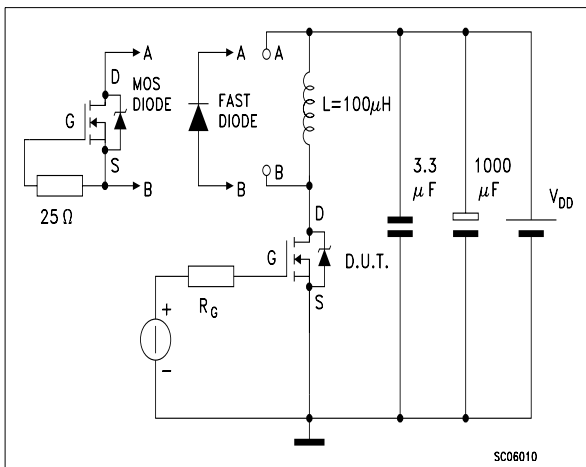 A
D
MOS
DIODE
G
S
B
25 Ω
A
FAST
DIODE
B
A
L=100μH
B
D
G
D.U.T.
S
R_G
+
-
3.3
μF
1000
μF
V_DD
SC06010